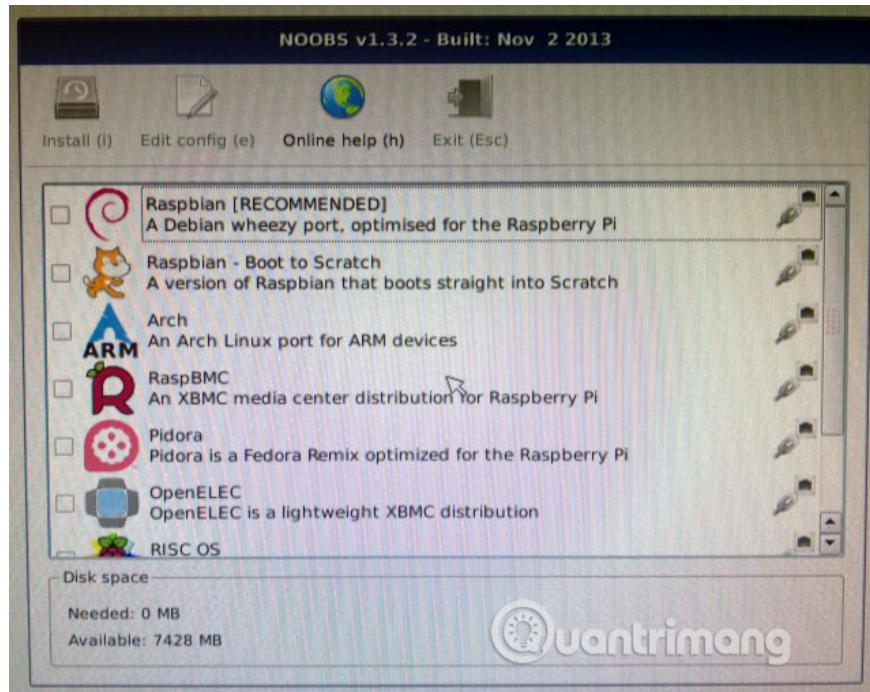 NOOBS v1.3.2 - Built: Nov 2 2013
Install (i) Edit config (e) Online help (h) Exit (Esc)
Raspbian [RECOMMENDED]
A Debian wheezy port, optimised for the Raspberry Pi
Raspbian - Boot to Scratch
A version of Raspbian that boots straight into Scratch
Arch
An Arch Linux port for ARM devices
ARM
RaspBMC
An XBMC media center distribution for Raspberry Pi
Pidora
Pidora is a Fedora Remix optimized for the Raspberry Pi
OpenELEC
OpenELEC is a lightweight XBMC distribution
RISC OS
Disk space
Needed: 0 MB
Available: 7428 MB
Quantrimang